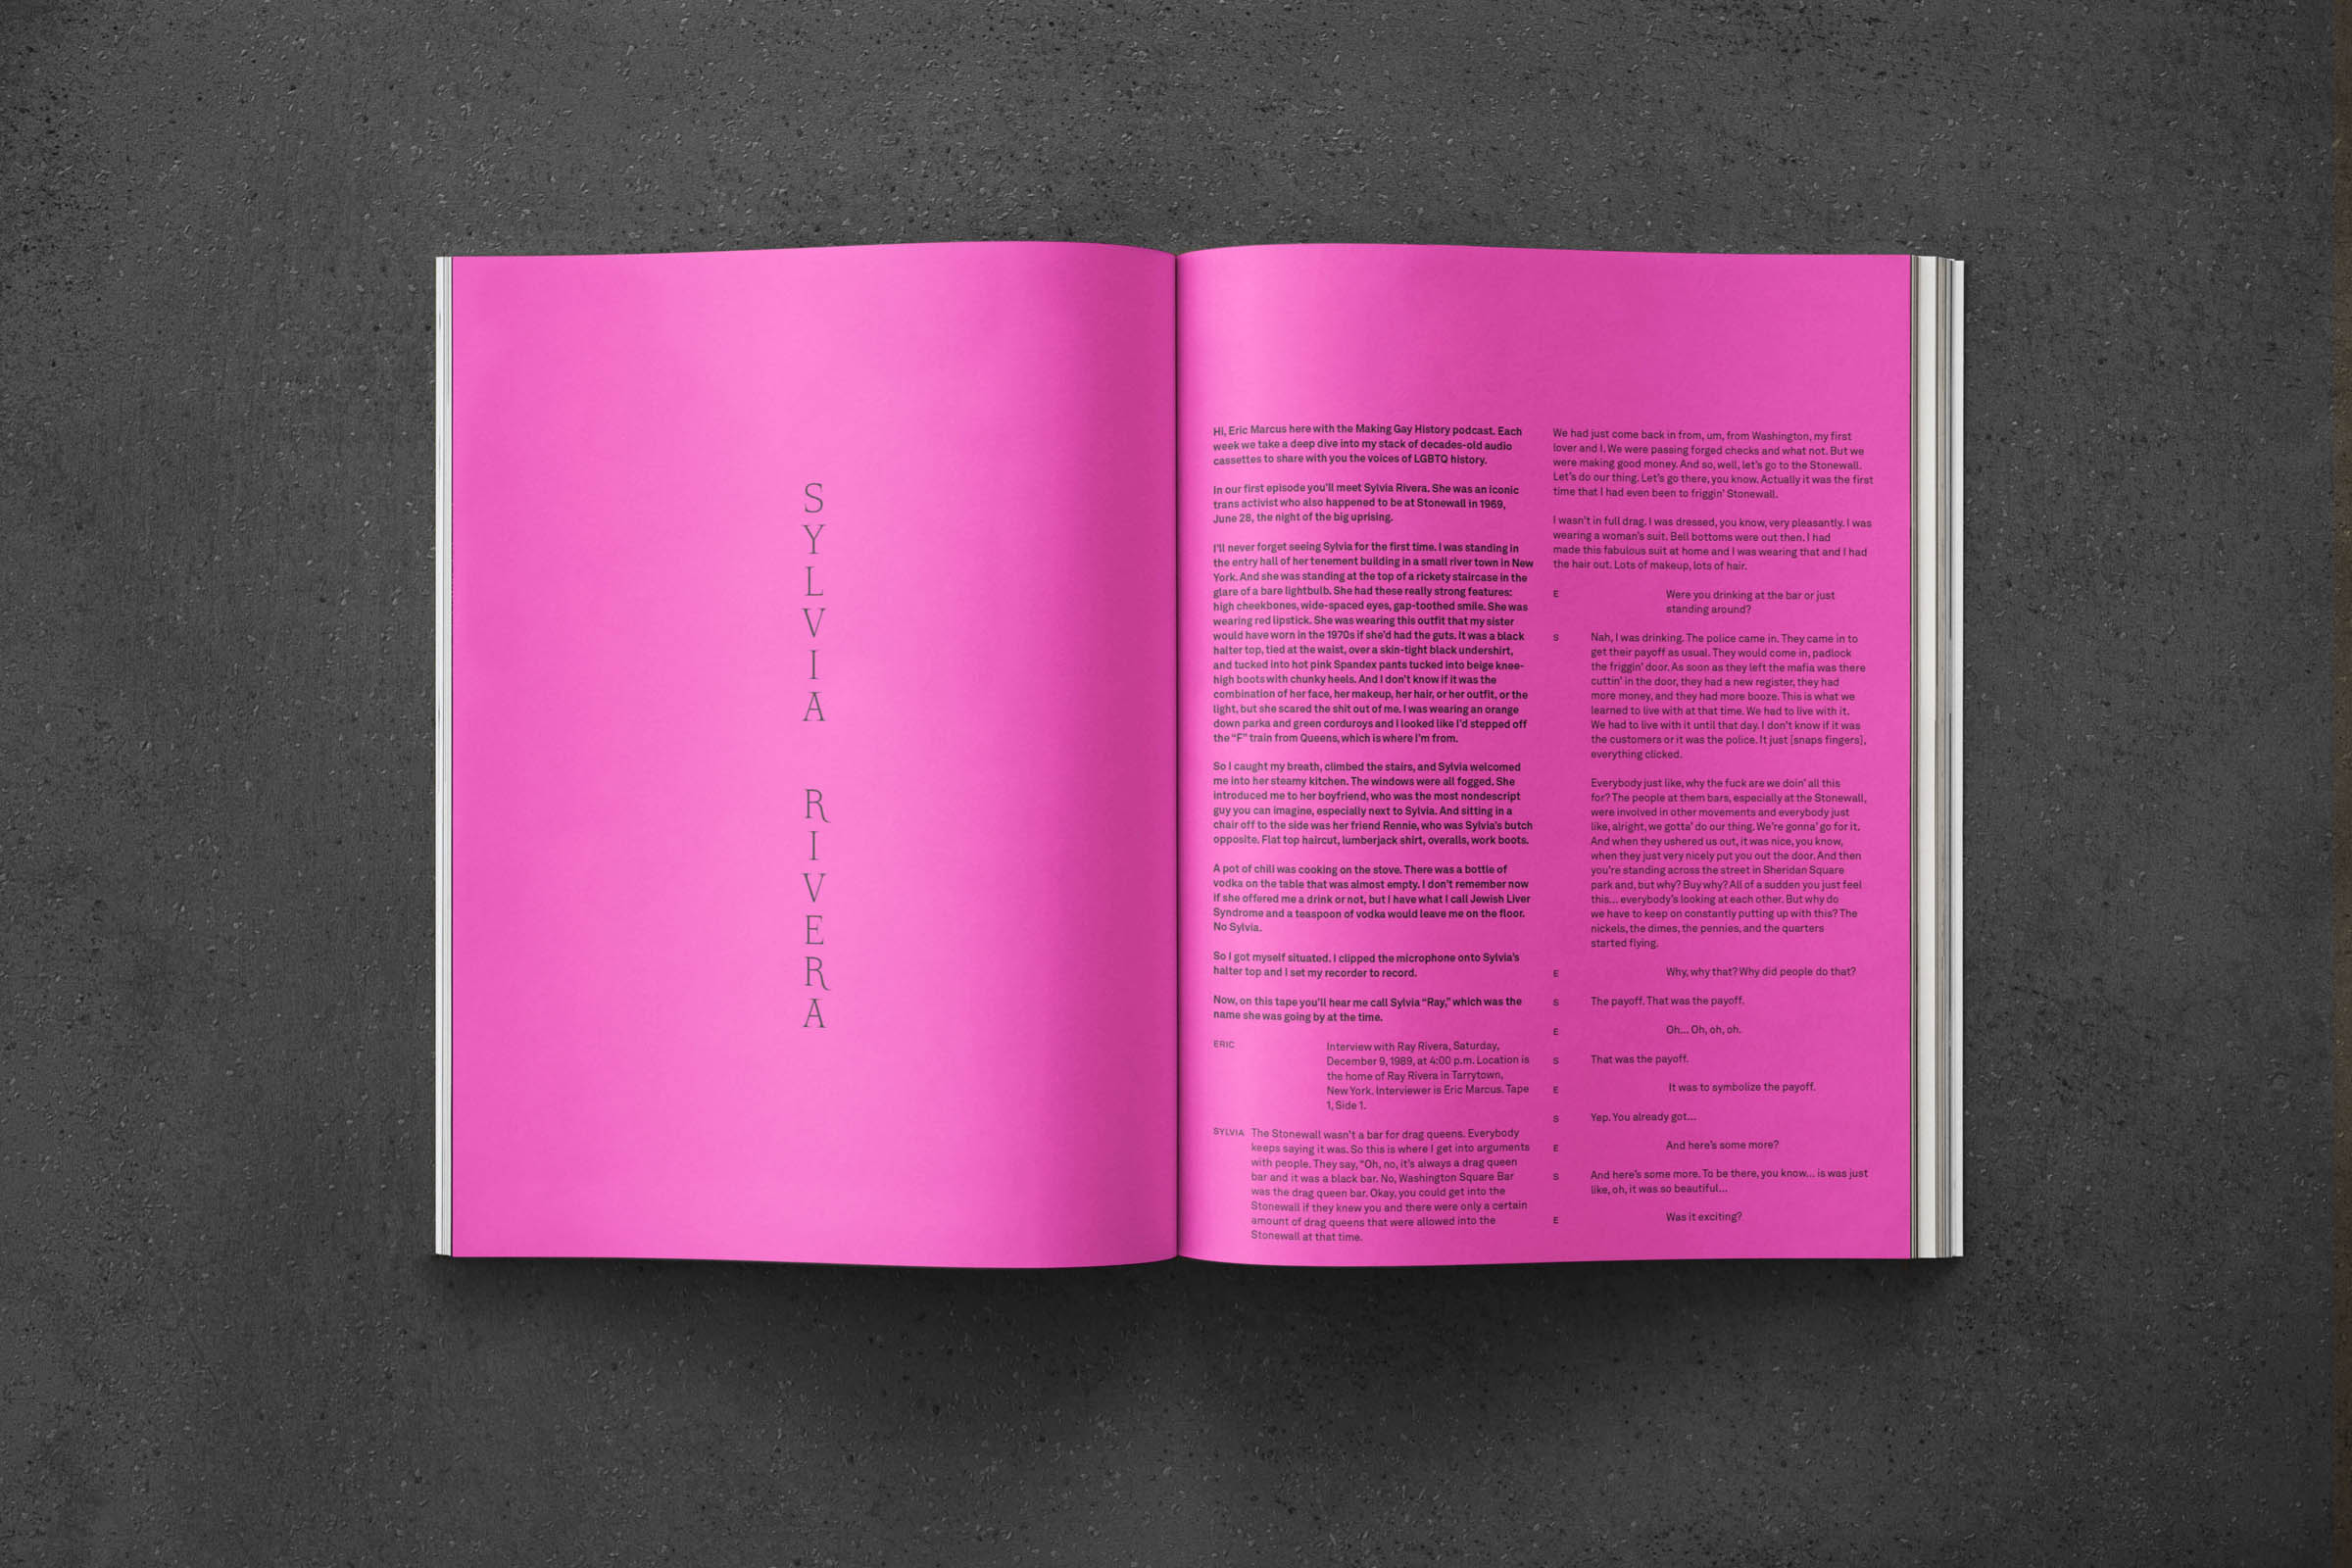 SYLVIA
RIVERA
Hi, Eric Marcus here with the Making Gay History podcast. Each
week we take a deep dive into my stack of decades-old audio
cassettes to share with you the voices of LGBTQ history.
In our first episode you'll meet Sylvia Rivera. She was an iconic
trans activist who also happened to be at Stonewall in 1969,
June 28, the night of the big uprising.
I'll never forget seeing Sylvia for the first time. I was standing in
the entry hall of her tenement building in a small river town in New
York. And she was standing at the top of a rickety staircase in the
glare of a bare lightbulb. She had these really strong features:
high cheekbones, wide-spaced eyes, gap-toothed smile. She was
wearing red lipstick. She was wearing this outfit that my sister
would have worn in the 1970s if she'd had the guts. It was a black
halter top, tied at the waist, over a skin-tight black undershirt,
and tucked into hot pink Spandex pants tucked into beige knee-
high boots with chunky heels. And I don't know if it was the
combination of her face, her makeup, her hair, or her outfit, or the
light, but she scared the shit out of me. I was wearing an orange
down parka and green corduroys and I looked like I'd stepped off
the “F” train from Queens, which is where I'm from.
So I caught my breath, climbed the stairs, and Sylvia welcomed
me into her steamy kitchen. The windows were all fogged. She
introduced me to her boyfriend, who was the most nondescript
guy you can imagine, especially next to Sylvia. And sitting in a
chair off to the side was her friend Rennie, who was Sylvia's butch
opposite. Flat top haircut, lumberjack shirt, overalls, work boots.
A pot of chili was cooking on the stove. There was a bottle of
vodka on the table that was almost empty. I don't remember now
if she offered me a drink or not, but I have what I call Jewish Liver
Syndrome and a teaspoon of vodka would leave me on the floor.
No Sylvia.
So I got myself situated. I clipped the microphone onto Sylvia's
halter top and I set my recorder to record.
Now, on this tape you'll hear me call Sylvia “Ray,” which was the
name she was going by at the time.
ERIC Interview with Ray Rivera, Saturday,
December 9, 1989, at 4:00 p.m. Location is
the home of Ray Rivera in Tarrytown,
New York. Interviewer is Eric Marcus. Tape
1, Side 1.
SYLVIA The Stonewall wasn't a bar for drag queens. Everybody
keeps saying it was. So this is where I get into arguments
with people. They say, “Oh, no, it's always a drag queen
bar and it was a black bar. No, Washington Square Bar
was the drag queen bar. Okay, you could get into the
Stonewall if they knew you and there were only a certain
amount of drag queens that were allowed into the
Stonewall at that time.
We had just come back in from, um, from Washington, my first
lover and I. We were passing forged checks and what not. But we
were making good money. And so, well, let's go to the Stonewall.
Let's do our thing. Let's go there, you know. Actually it was the first
time that I had even been to friggin' Stonewall.
I wasn't in full drag. I was dressed, you know, very pleasantly. I was
wearing a woman's suit. Bell bottoms were out then. I had
made this fabulous suit at home and I was wearing that and I had
the hair out. Lots of makeup, lots of hair.
E Were you drinking at the bar or just
standing around?
S Nah, I was drinking. The police came in. They came in to
get their payoff as usual. They would come in, padlock
the friggin' door. As soon as they left the mafia was there
cuttin' in the door, they had a new register, they had
more money, and they had more booze. This is what we
learned to live with at that time. We had to live with it.
We had to live with it until that day. I don't know if it was
the customers or it was the police. It just [snaps fingers],
everything clicked.
Everybody just like, why the fuck are we doin' all this
for? The people at them bars, especially at the Stonewall,
were involved in other movements and everybody just
like, alright, we gotta' do our thing. We're gonna' go for it.
And when they ushered us out, it was nice, you know,
when they just very nicely put you out the door. And then
you're standing across the street in Sheridan Square
park and, but why? Buy why? All of a sudden you just feel
this... everybody's looking at each other. But why do
we have to keep on constantly putting up with this? The
nickels, the dimes, the pennies, and the quarters
started flying.
E Why, why that? Why did people do that?
S The payoff. That was the payoff.
E Oh... Oh, oh, oh.
S That was the payoff.
E It was to symbolize the payoff.
S Yep. You already got...
E And here's some more?
S And here's some more. To be there, you know... is was just
like, oh, it was so beautiful...
E Was it exciting?